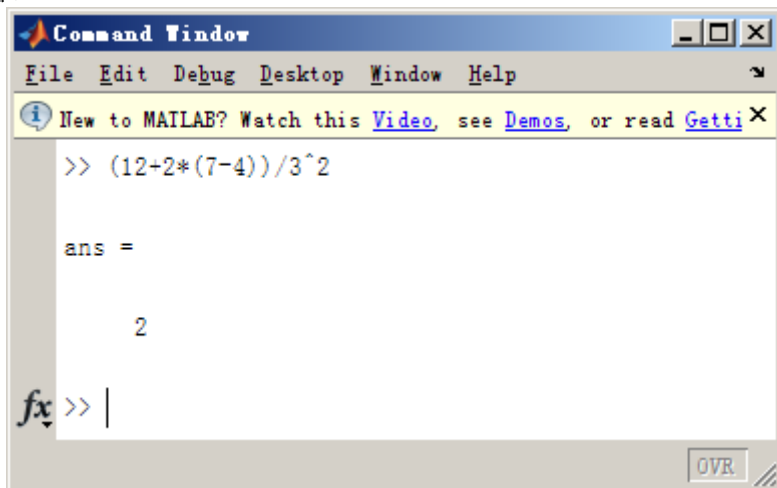 Command Window
File Edit Debug Desktop Window Help
New to MATLAB? Watch this Video, see Demos, or read Getti
>> (12+2*(7-4))/3^2
ans =
2
fx >>
OVR